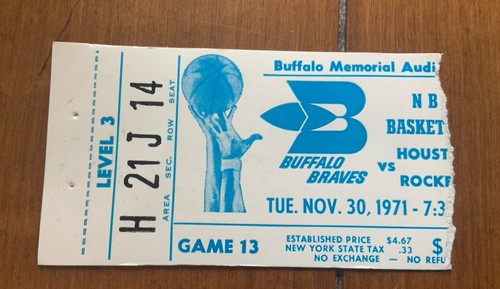 LEVEL 3
H 21 J 14
AREA SEC. ROW SEAT
Buffalo Memorial Audi
BUFFALO
BRAVES
N B
BASKET
HOUST
VS
ROCKE
TUE. NOV. 30, 1971 - 7:3
GAME 13
ESTABLISHED PRICE $4.67
NEW YORK STATE TAX .33
NO EXCHANGE — NO REFU
$